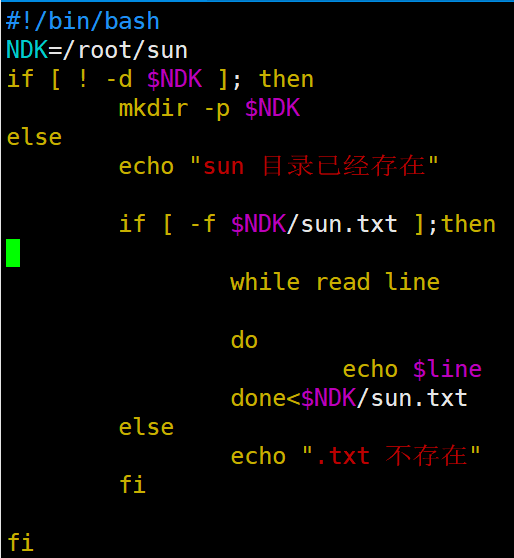 #!/bin/bash
NDK=/root/sun
if [ ! -d $NDK ]; then
        mkdir -p $NDK
else
        echo "sun 目录已经存在"
        if [ -f $NDK/sun.txt ];then
                while read line
                do
                        echo $line
                done<$NDK/sun.txt
        else
                echo ".txt 不存在"
        fi
fi